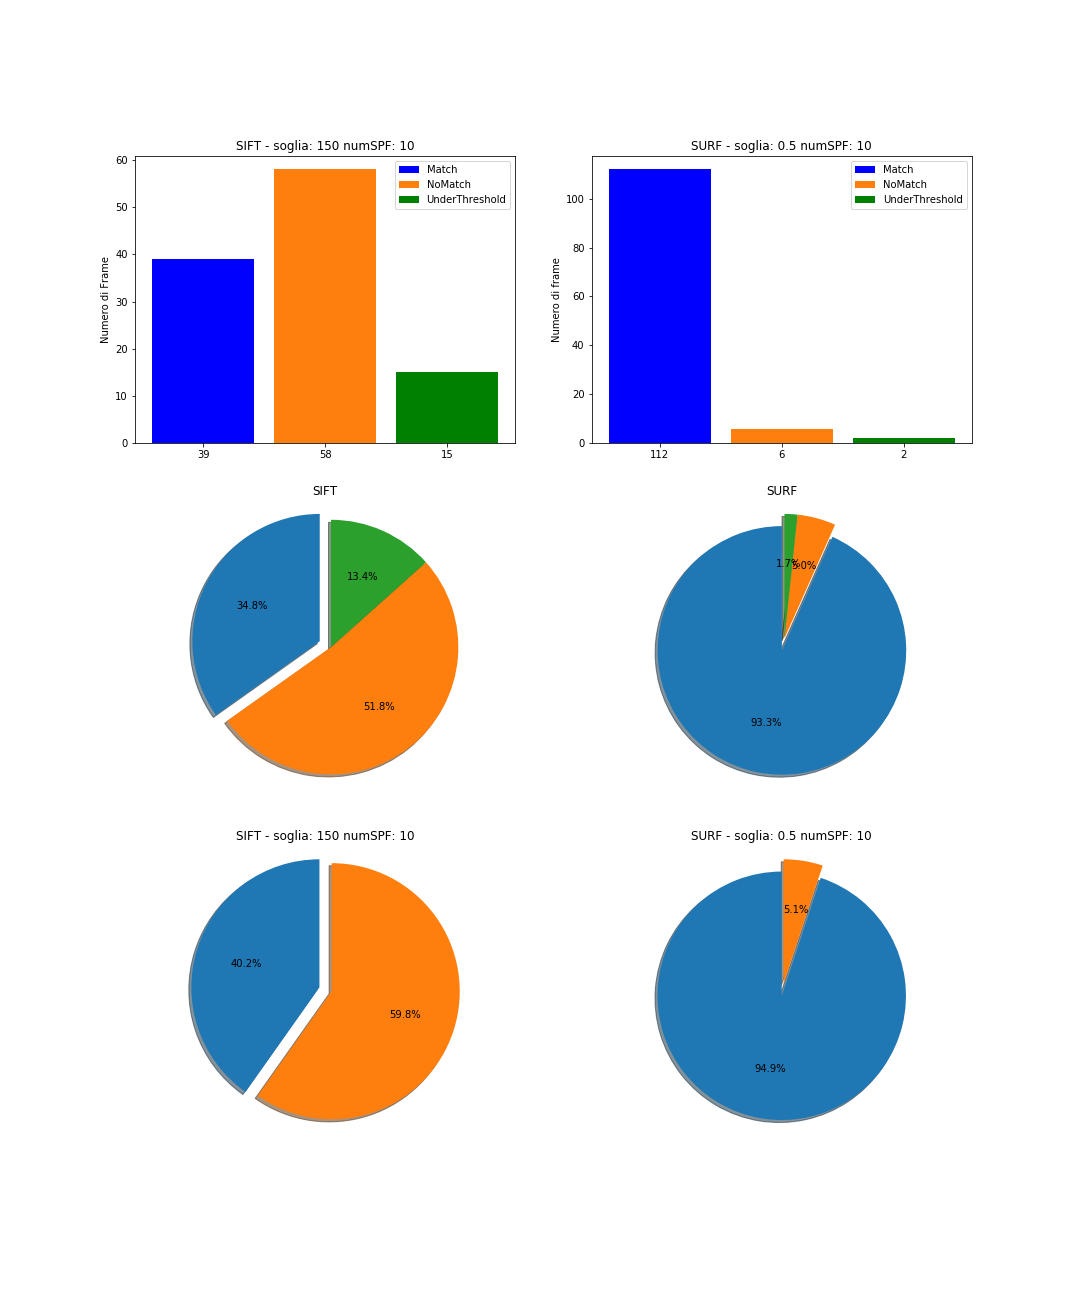 SIFT - soglia: 150 numSPF: 10
Numero di Frame
60
50
40
30
20
10
0
Match
NoMatch
UnderThreshold
39 58 15
SURF - soglia: 0.5 numSPF: 10
Numero di frame
100
80
60
40
20
0
Match
NoMatch
UnderThreshold
112 6 2
SIFT
13.4%
34.8%
51.8%
SURF
1.7%
5.0%
93.3%
SIFT - soglia: 150 numSPF: 10
40.2%
59.8%
SURF - soglia: 0.5 numSPF: 10
5.1%
94.9%